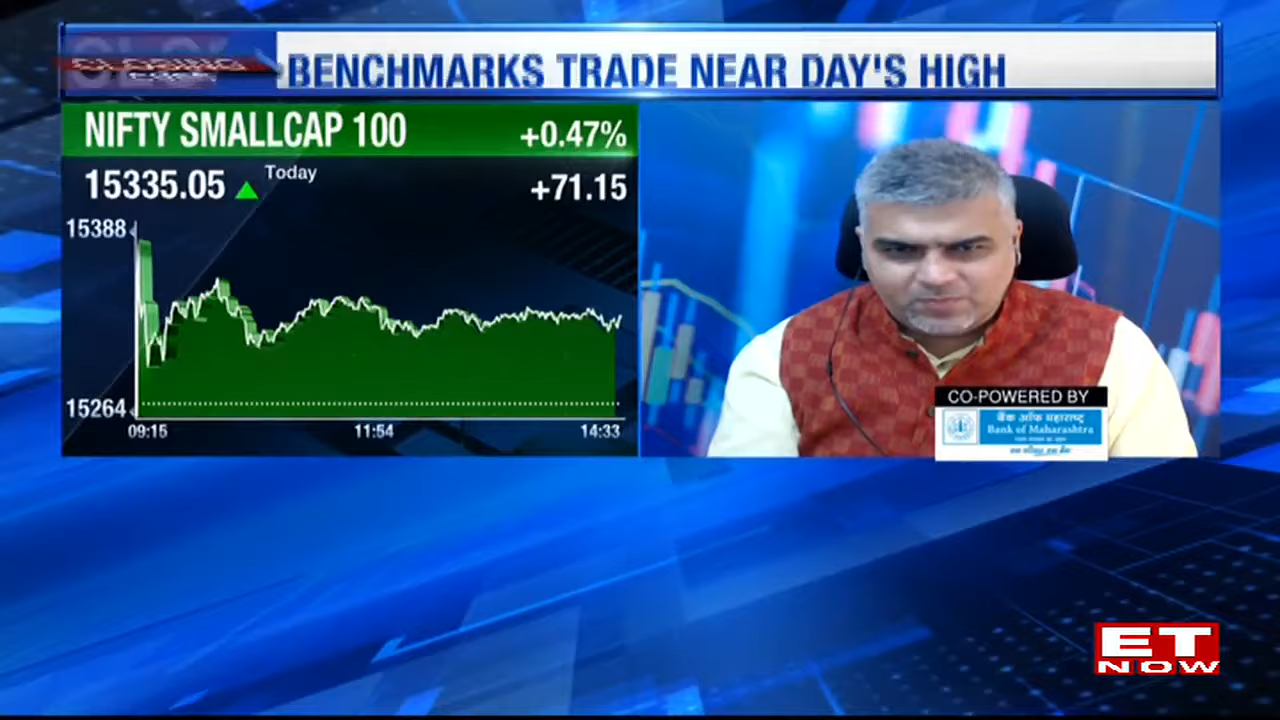 BENCHMARKS TRADE NEAR DAY'S HIGH
NIFTY SMALLCAP 100 +0.47%
15335.05 Today +71.15
15388
15264
09:15 11:54 14:33
CO-POWERED BY
बैंक ऑफ महाराष्ट्र
Bank of Maharashtra
ET
NOW